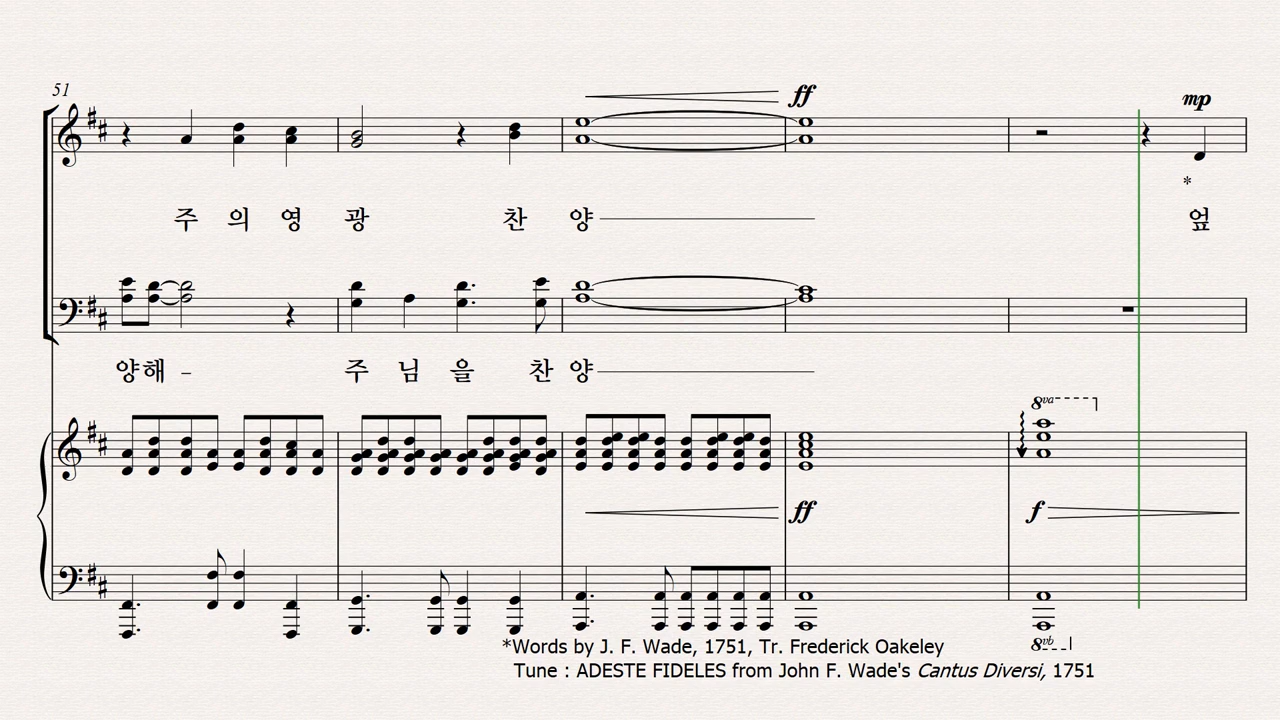 51
ff
mp
*
주 의 영 광 찬 양 엎
양해 - 주 님 을 찬 양
8va
ff f
8vb
*Words by J. F. Wade, 1751, Tr. Frederick Oakeley
Tune : ADESTE FIDELES from John F. Wade's Cantus Diversi, 1751